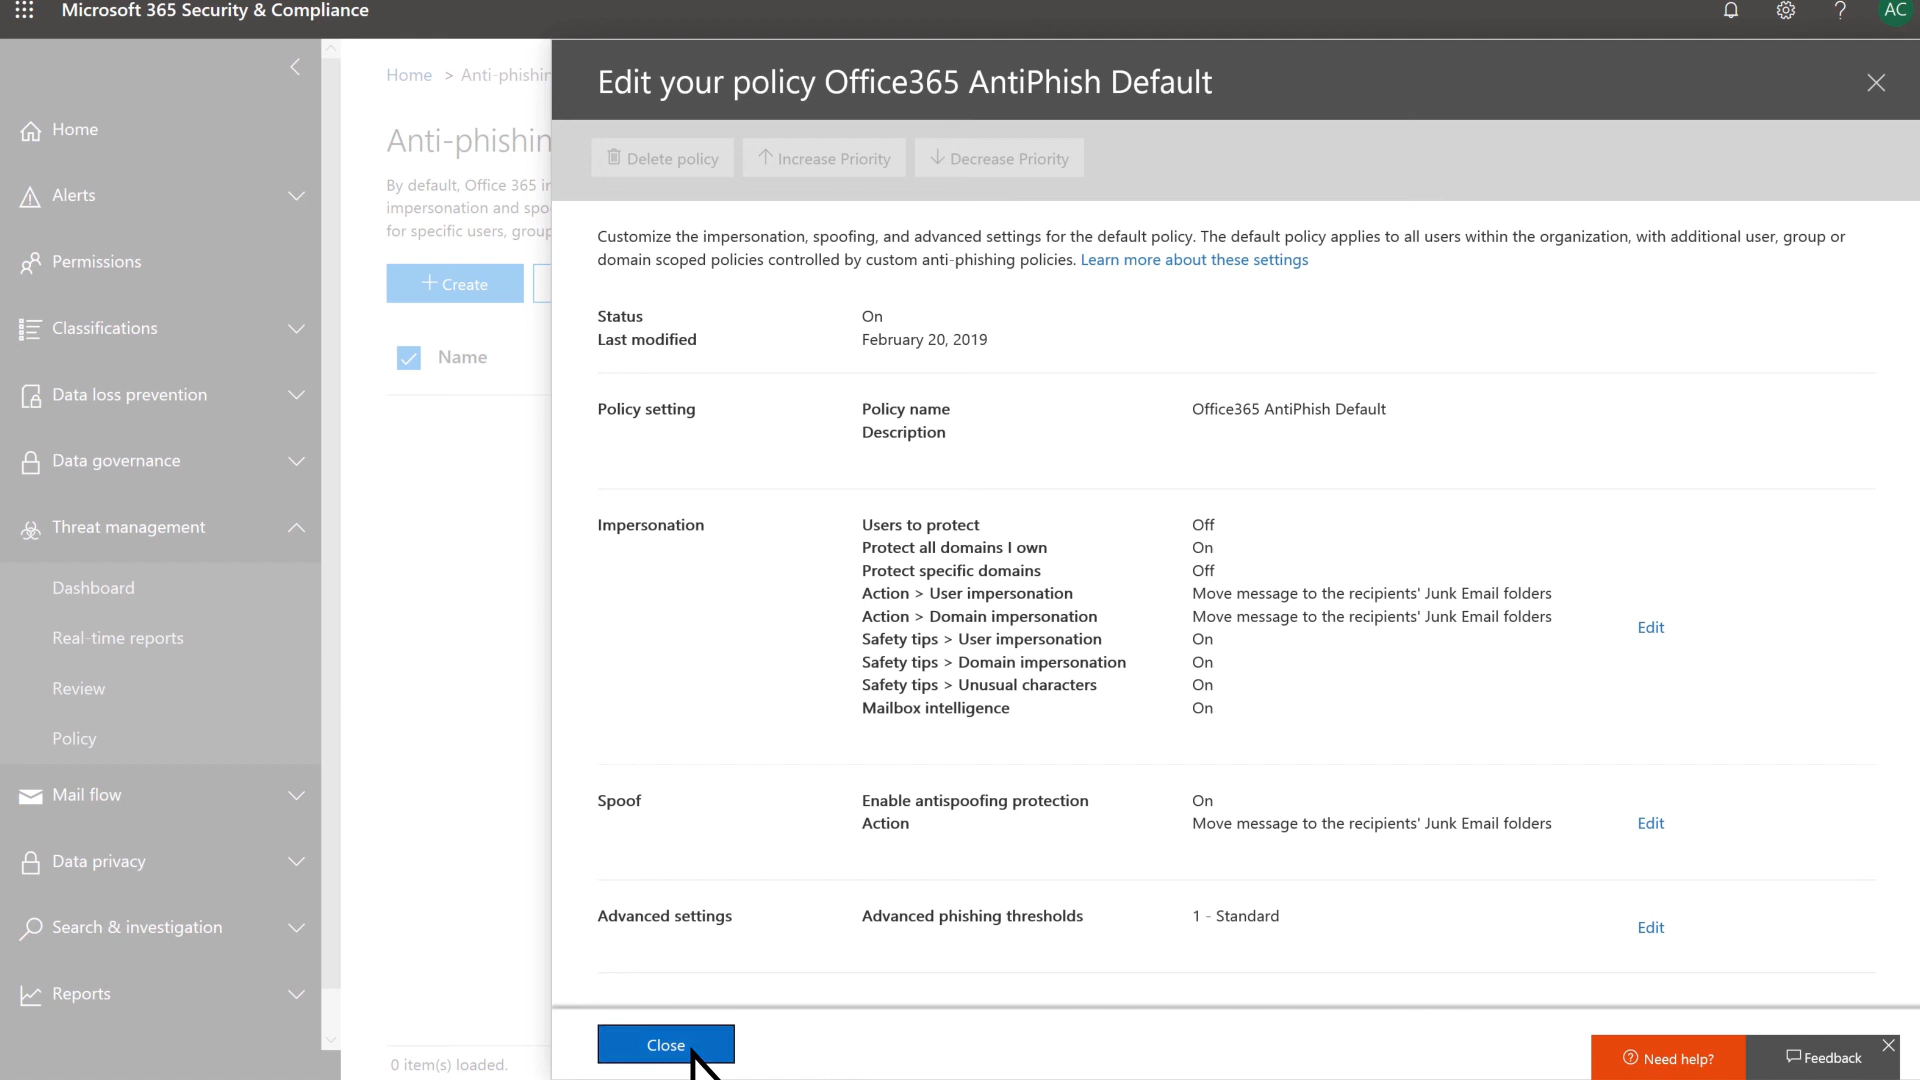 Microsoft 365 Security & Compliance
?
AC
Home
Alerts
Permissions
Classifications
Data loss prevention
Data governance
Threat management
Dashboard
Real-time reports
Review
Policy
Mail flow
Data privacy
Search & investigation
Reports
Home > Anti-phishin
Anti-phishin
By default, Office 365 in
impersonation and spo
for specific users, group
+ Create
Name
0 item(s) loaded.
Edit your policy Office365 AntiPhish Default
Delete policy
Increase Priority
Decrease Priority
Customize the impersonation, spoofing, and advanced settings for the default policy. The default policy applies to all users within the organization, with additional user, group or
domain scoped policies controlled by custom anti-phishing policies. Learn more about these settings
Status On
Last modified February 20, 2019
Policy setting Policy name Office365 AntiPhish Default
Description
Impersonation Users to protect Off
Protect all domains I own On
Protect specific domains Off
Action > User impersonation Move message to the recipients' Junk Email folders
Action > Domain impersonation Move message to the recipients' Junk Email folders
Edit
Safety tips > User impersonation On
Safety tips > Domain impersonation On
Safety tips > Unusual characters On
Mailbox intelligence On
Spoof Enable antispoofing protection On
Action Move message to the recipients' Junk Email folders Edit
Advanced settings Advanced phishing thresholds 1 - Standard
Edit
Close
Need help?
Feedback